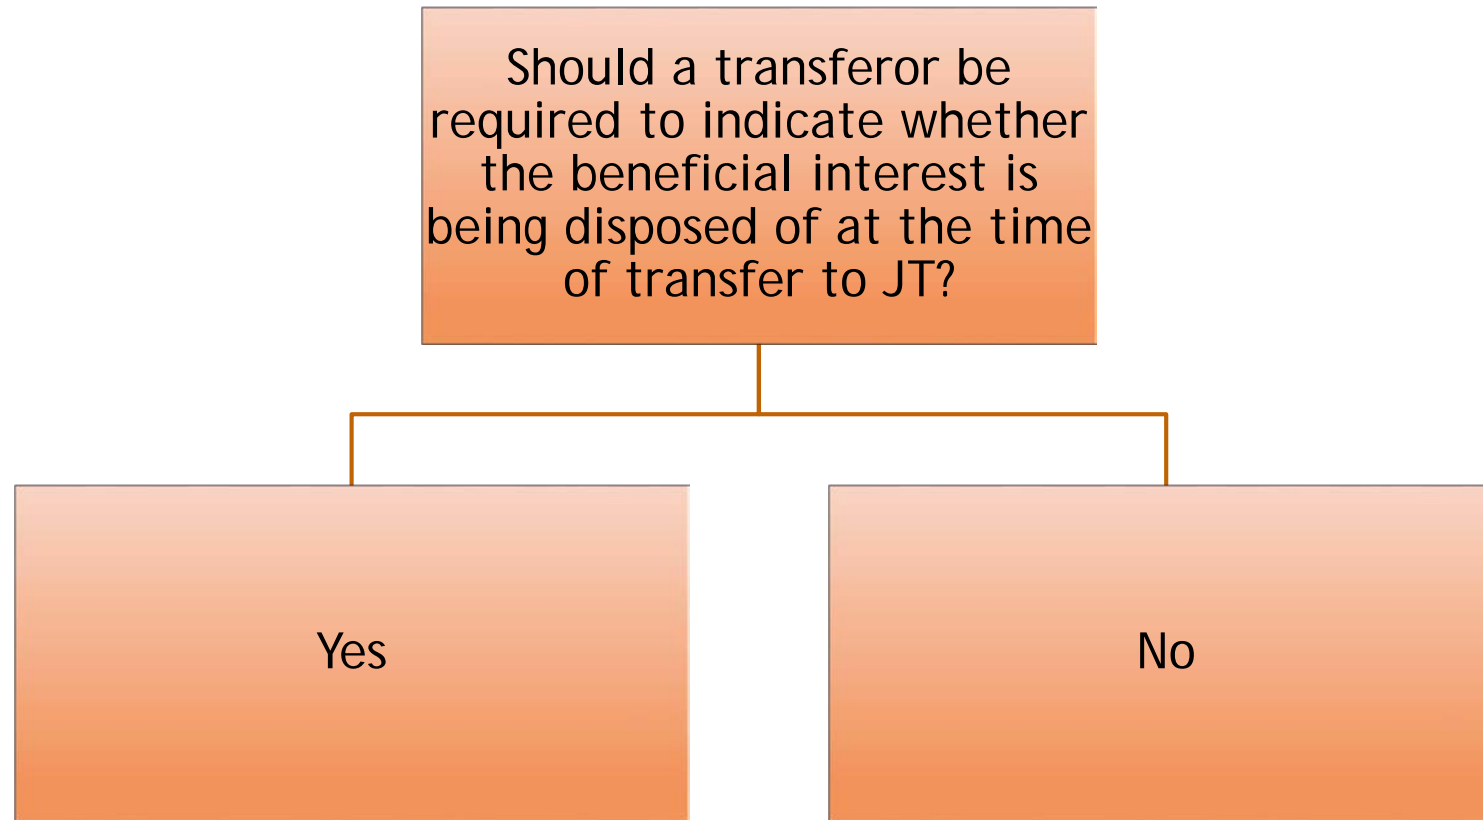 Should a transferor be
required to indicate whether
the beneficial interest is
being disposed of at the time
of transfer to JT?
Yes
No